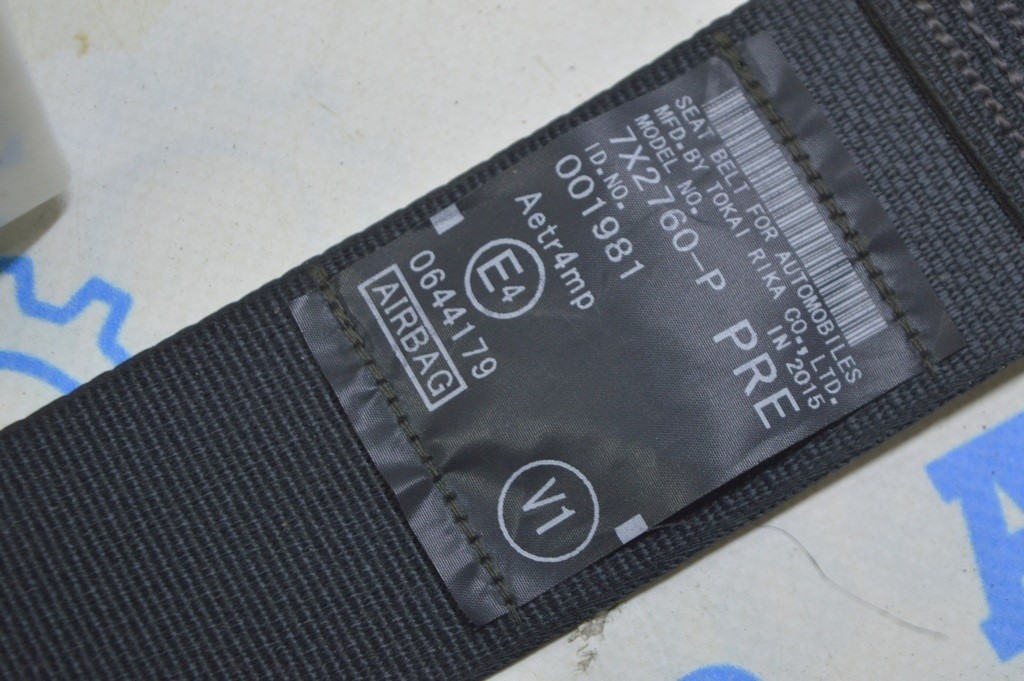 SEAT BELT FOR AUTOMOBILES
MFD. BY TOKAI RIKA CO., LTD.
MODEL NO. IN 2015
7X2760-P PRE
ID. NO.
001981
Aetr4mp
E4
0644179
AIRBAG
V1